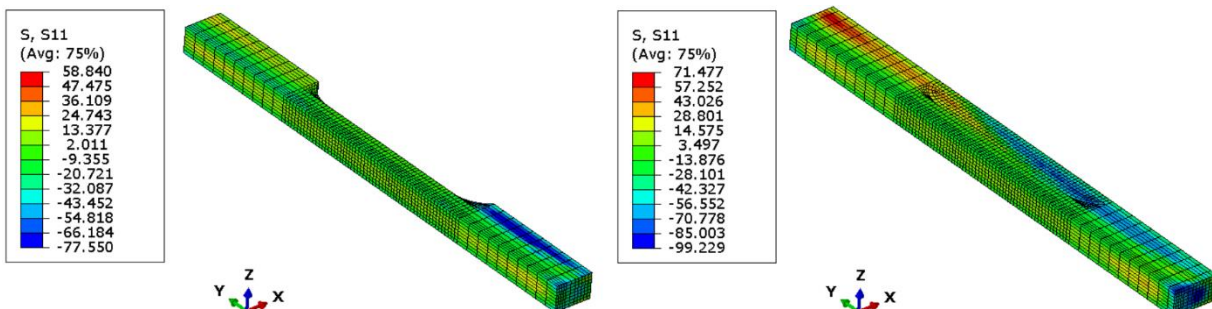 S, S11
(Avg: 75%)
58.840
47.475
36.109
24.743
13.377
2.011
-9.355
-20.721
-32.087
-43.452
-54.818
-66.184
-77.550
Z
Y
X
S, S11
(Avg: 75%)
71.477
57.252
43.026
28.801
14.575
3.497
-13.876
-28.101
-42.327
-56.552
-70.778
-85.003
-99.229
Z
Y
X